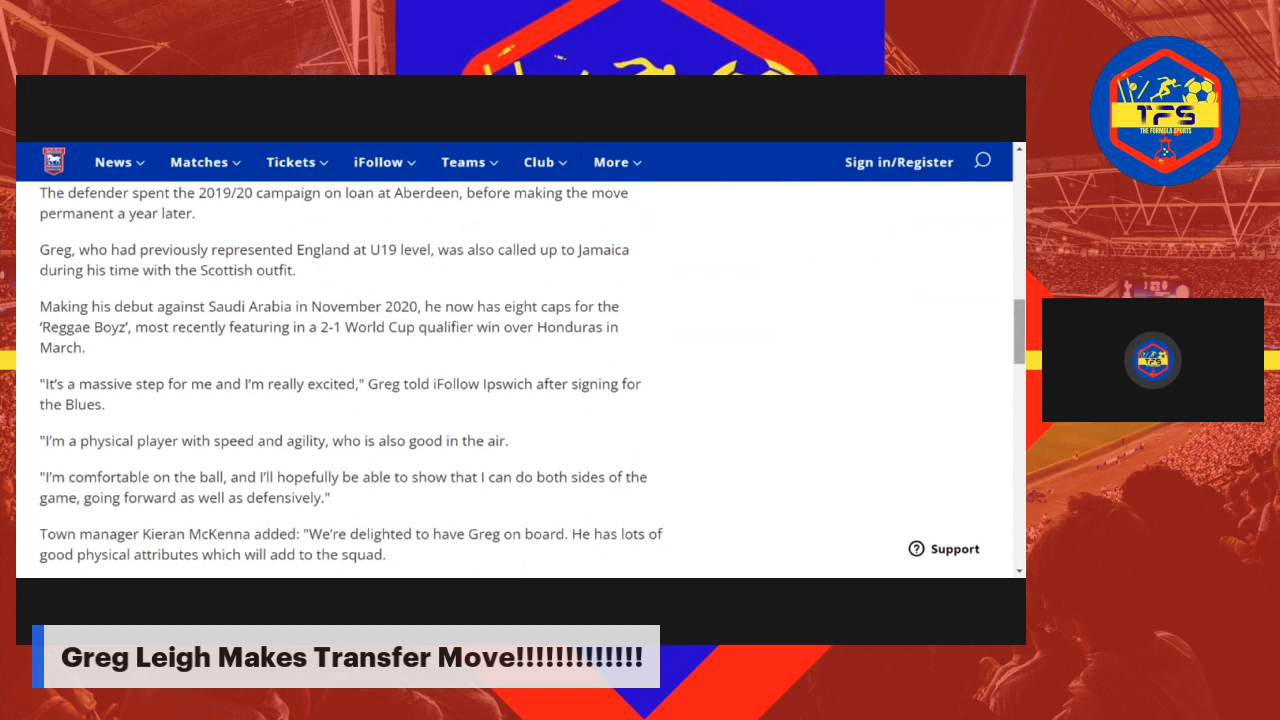 TFS
THE FORMULA SPORTS
News Matches Tickets iFollow Teams Club More Sign in/Register
The defender spent the 2019/20 campaign on loan at Aberdeen, before making the move
permanent a year later.
Greg, who had previously represented England at U19 level, was also called up to Jamaica
during his time with the Scottish outfit.
Making his debut against Saudi Arabia in November 2020, he now has eight caps for the
‘Reggae Boyz’, most recently featuring in a 2-1 World Cup qualifier win over Honduras in
March.
"It’s a massive step for me and I’m really excited," Greg told iFollow Ipswich after signing for
the Blues.
"I’m a physical player with speed and agility, who is also good in the air.
"I’m comfortable on the ball, and I’ll hopefully be able to show that I can do both sides of the
game, going forward as well as defensively."
Town manager Kieran McKenna added: "We’re delighted to have Greg on board. He has lots of
good physical attributes which will add to the squad.
Support
TFS
Greg Leigh Makes Transfer Move!!!!!!!!!!!!!